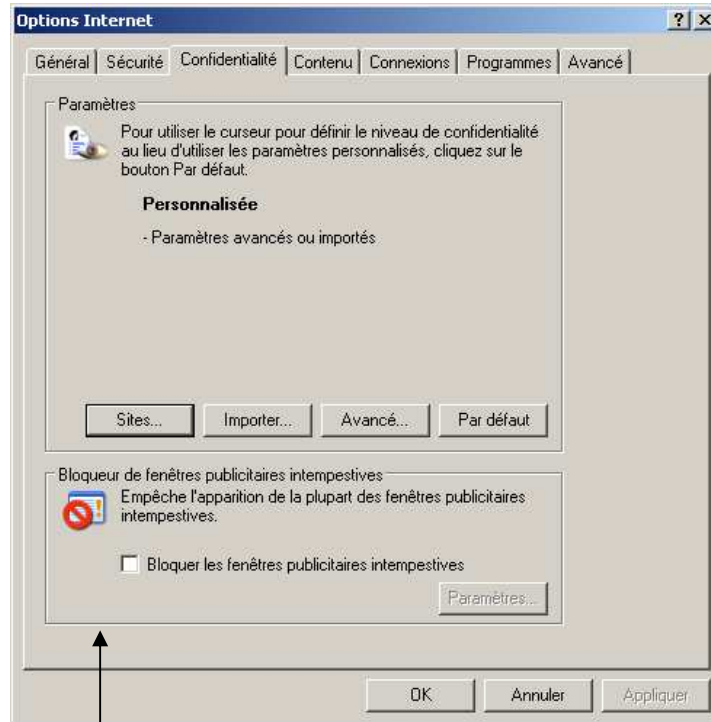 Options Internet
Général Sécurité Confidentialité Contenu Connexions Programmes Avancé
Paramètres
Pour utiliser le curseur pour définir le niveau de confidentialité
au lieu d'utiliser les paramètres personnalisés, cliquez sur le
bouton Par défaut.
Personnalisée
- Paramètres avancés ou importés
Sites... Importer... Avancé... Par défaut
Bloqueur de fenêtres publicitaires intempestives
Empêche l'apparition de la plupart des fenêtres publicitaires
intempestives.
Bloquer les fenêtres publicitaires intempestives
Paramètres...
OK Annuler Appliquer